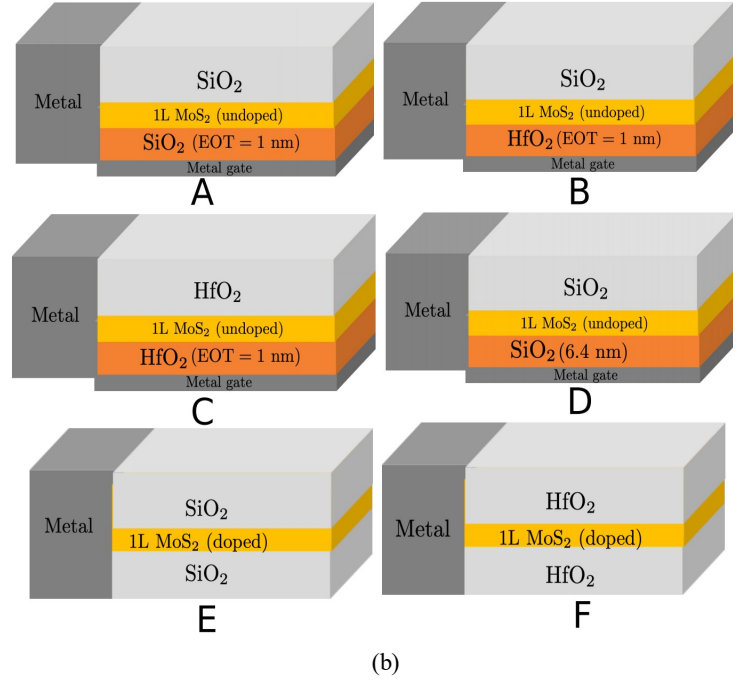 SiO₂
Metal
1L MoS₂ (undoped)
SiO₂ (EOT = 1 nm)
Metal gate
A
SiO₂
Metal
1L MoS₂ (undoped)
HfO₂ (EOT = 1 nm)
Metal gate
B
HfO₂
Metal
1L MoS₂ (undoped)
HfO₂ (EOT = 1 nm)
Metal gate
C
SiO₂
Metal
1L MoS₂ (undoped)
SiO₂ (6.4 nm)
Metal gate
D
SiO₂
Metal
1L MoS₂ (doped)
SiO₂
E
HfO₂
Metal
1L MoS₂ (doped)
HfO₂
F
(b)